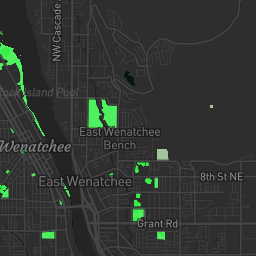 NW Cascade
Rock Island Pool
East Wenatchee
Bench
Wenatchee
East Wenatchee
8th St NE
Grant Rd